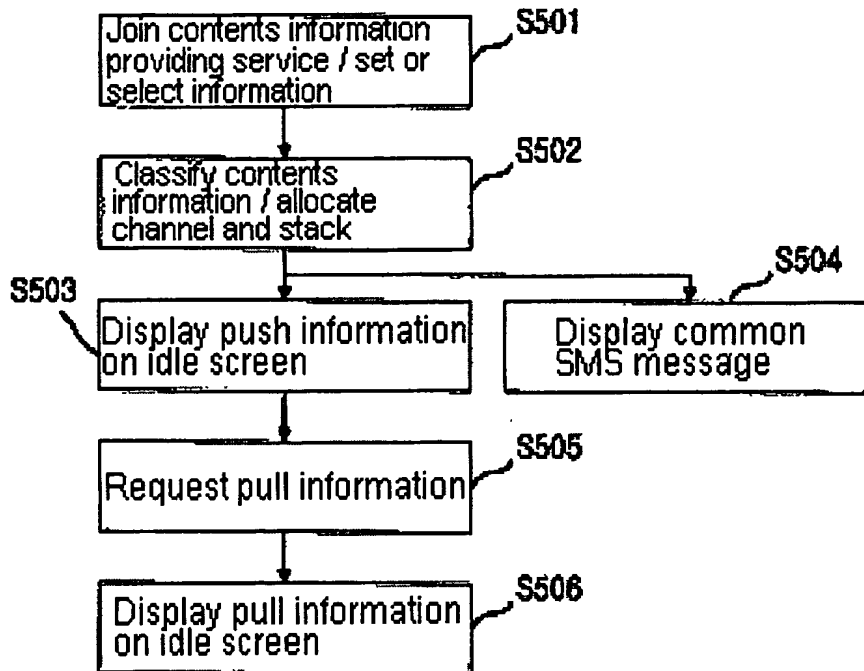 Join contents information
providing service / set or
select information
S501
Classify contents
information / allocate
channel and stack
S502
S503
Display push information
on idle screen
S504
Display common
SMS message
Request pull information
S505
Display pull information
on idle screen
S506